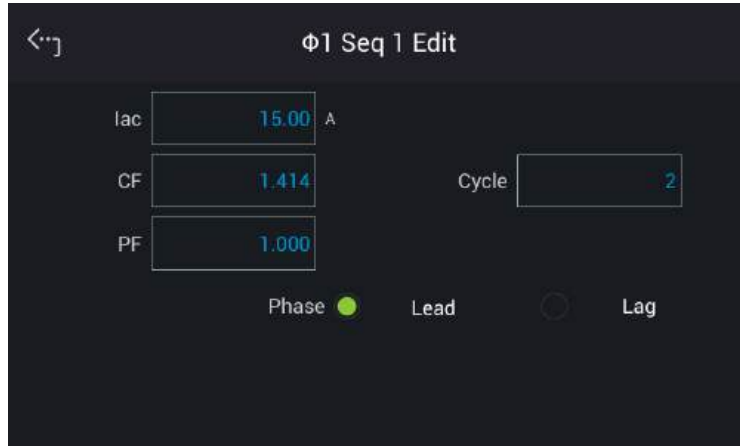 Φ1 Seq 1 Edit
Iac 15.00 A
CF 1.414 Cycle 2
PF 1.000
Phase Lead Lag